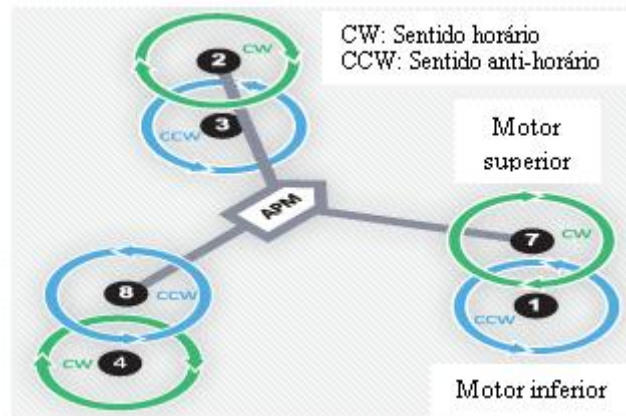 CW: Sentido horário
CCW: Sentido anti-horário
2 CW
3
CCW
Motor
superior
APM
7 CW
8 CCW
1
CCW
CW 4
Motor inferior